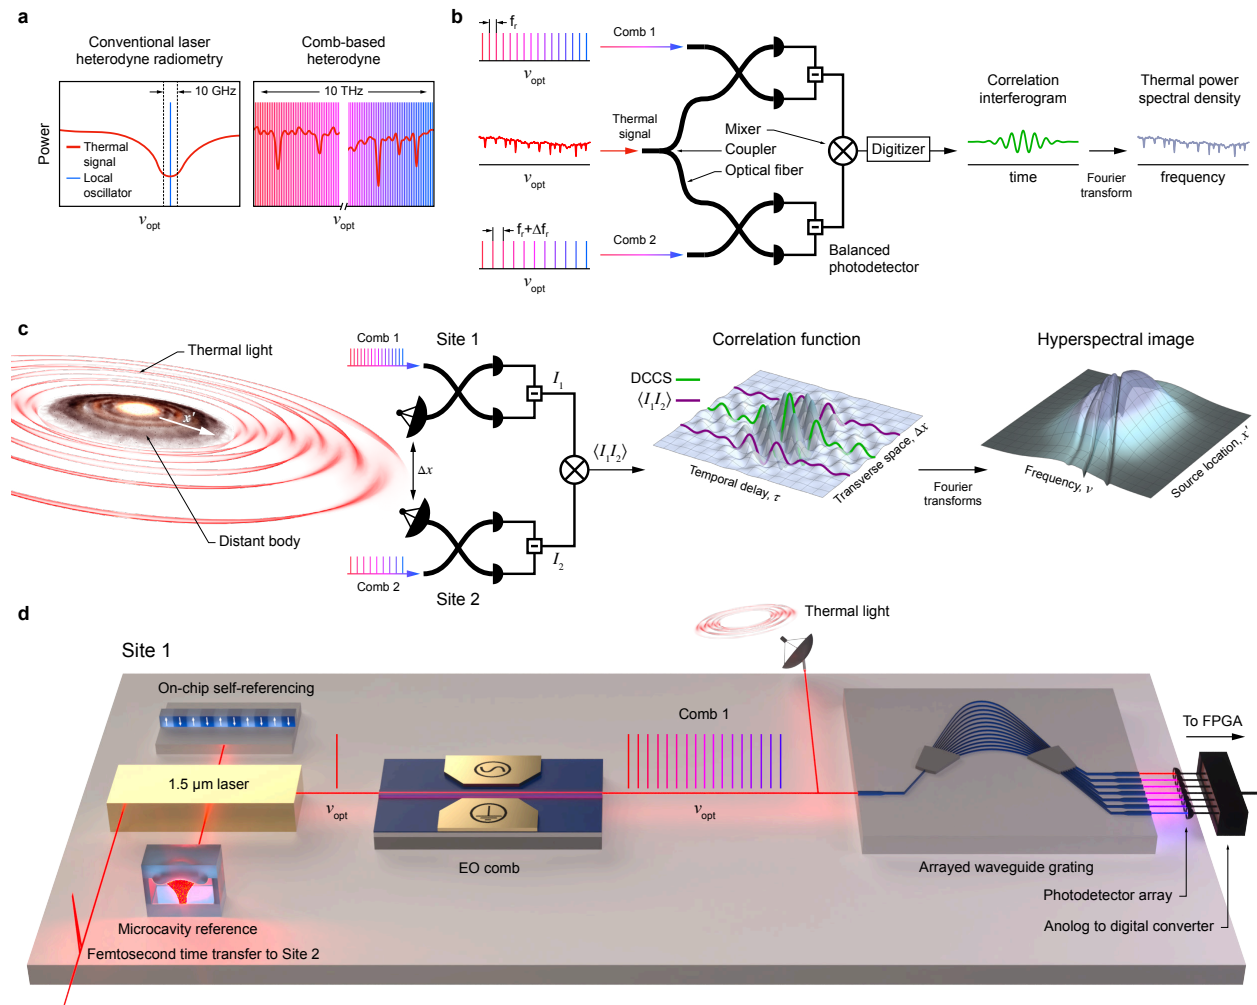 a
Conventional laser
heterodyne radiometry
Comb-based
heterodyne
10 GHz
10 THz
Power
Thermal
signal
Local
oscillator
νopt
νopt
b
fr
Comb 1
νopt
Thermal
signal
νopt
Mixer
Coupler
Optical fiber
fr+Δfr
Comb 2
νopt
Balanced
photodetector
Digitizer
Correlation
interferogram
time
Fourier
transform
Thermal power
spectral density
frequency
c
Thermal light
x'
Distant body
Comb 1
Site 1
I1
Δx
⟨I1I2⟩
I2
Comb 2
Site 2
Correlation function
DCCS
⟨I1I2⟩
Temporal delay, τ
Transverse space, Δx
Fourier
transforms
Hyperspectral image
Frequency, ν
Source location, x'
d
Site 1
On-chip self-referencing
1.5 µm laser
νopt
Microcavity reference
Femtosecond time transfer to Site 2
EO comb
Comb 1
νopt
Thermal light
Arrayed waveguide grating
To FPGA
Photodetector array
Analog to digital converter